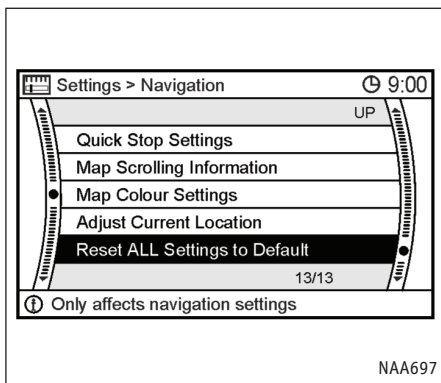 Settings > Navigation 9:00
UP
Quick Stop Settings
Map Scrolling Information
Map Colour Settings
Adjust Current Location
Reset ALL Settings to Default
13/13
Only affects navigation settings
NAA697